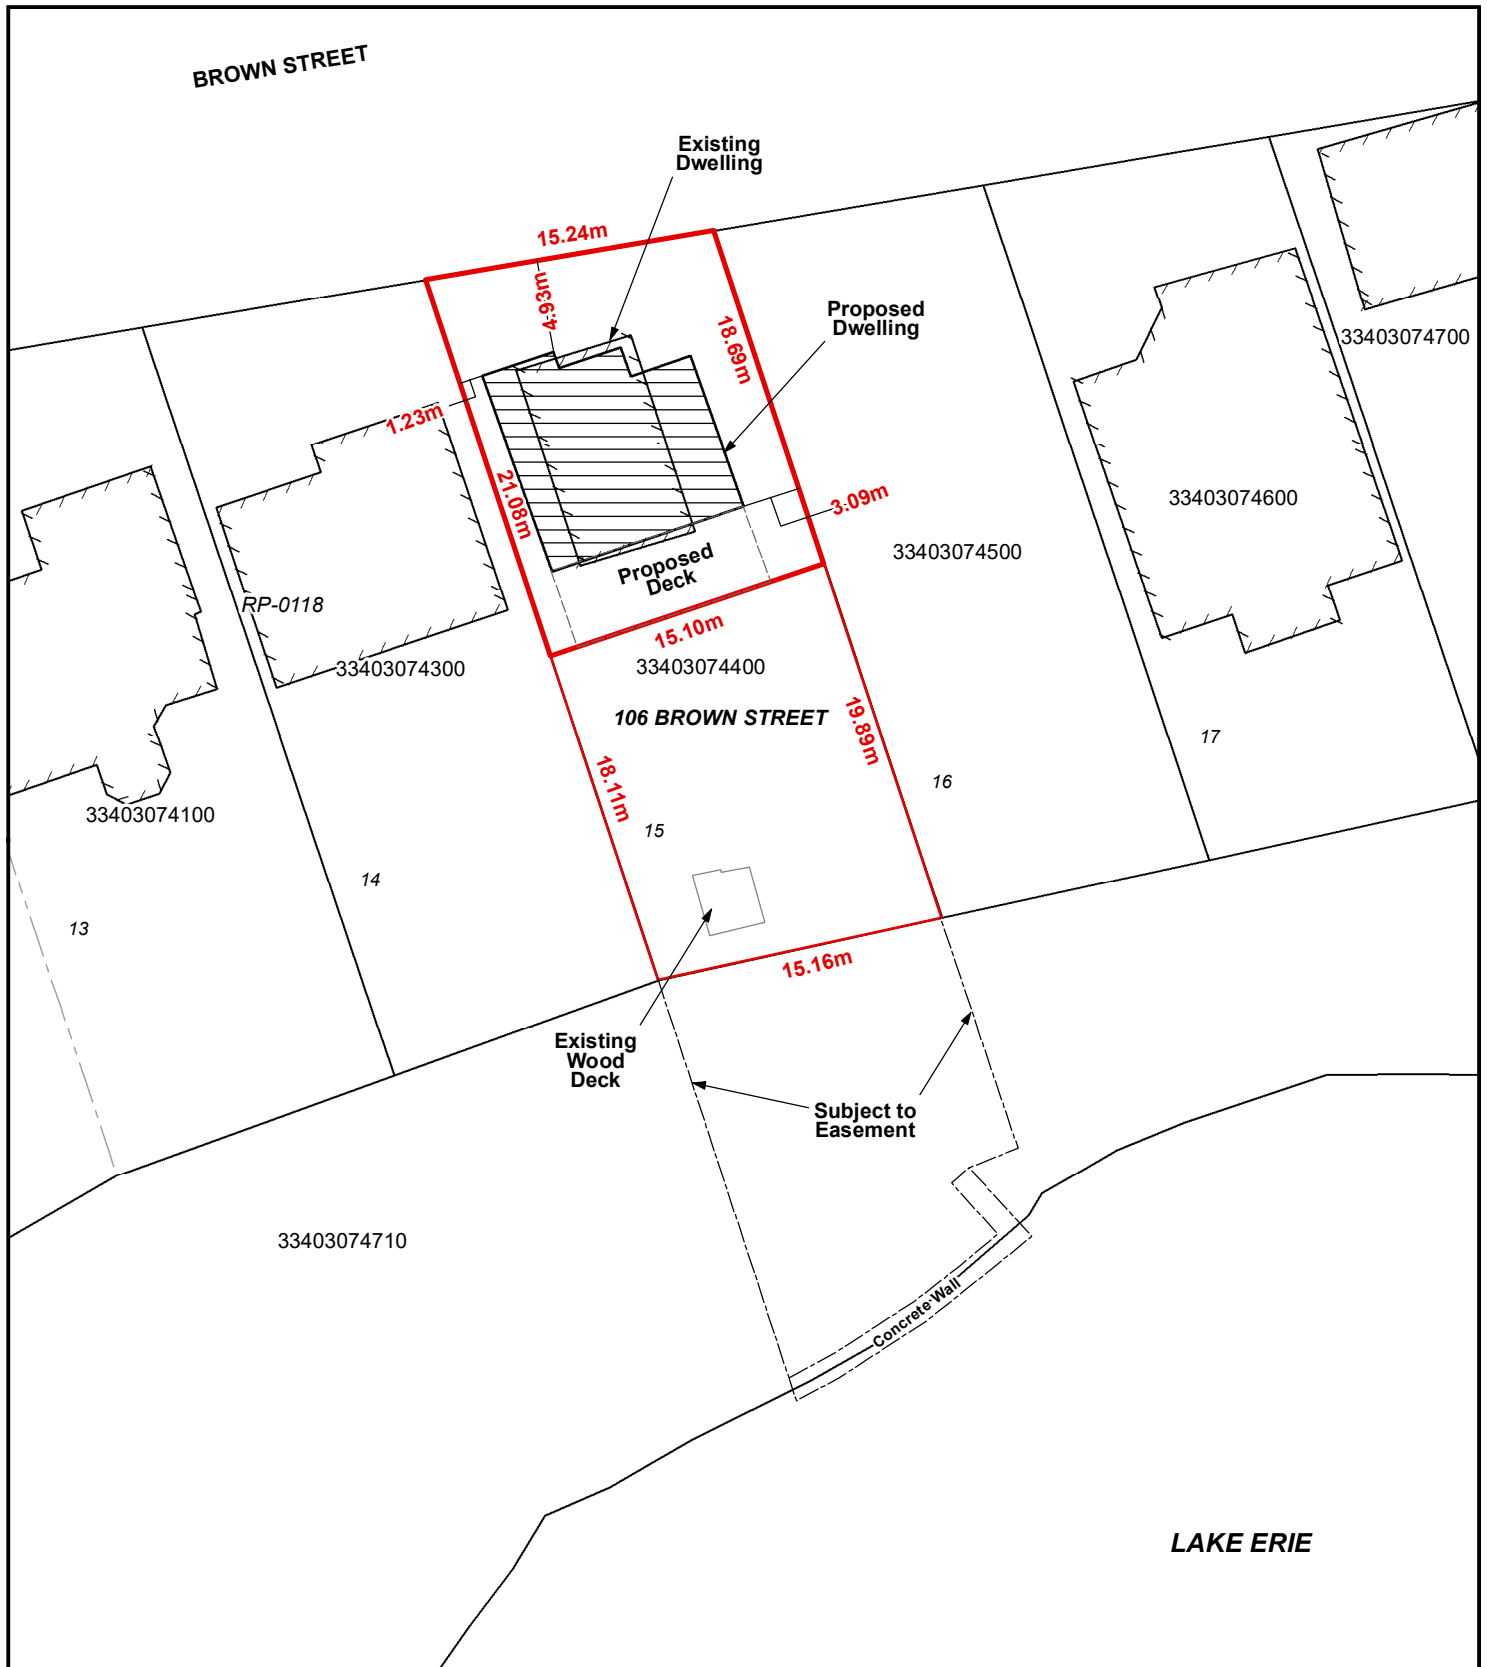 BROWN STREET
Existing
Dwelling
15.24m
4.93m
Proposed
Dwelling
18.69m
33403074700
1.23m
21.08m
3.09m
33403074600
33403074500
Proposed
Deck
RP-0118
15.10m
33403074300
33403074400
106 BROWN STREET
19.89m
17
16
18.11m
33403074100
15
14
13
15.16m
Existing
Wood
Deck
Subject to
Easement
33403074710
Concrete Wall
LAKE ERIE